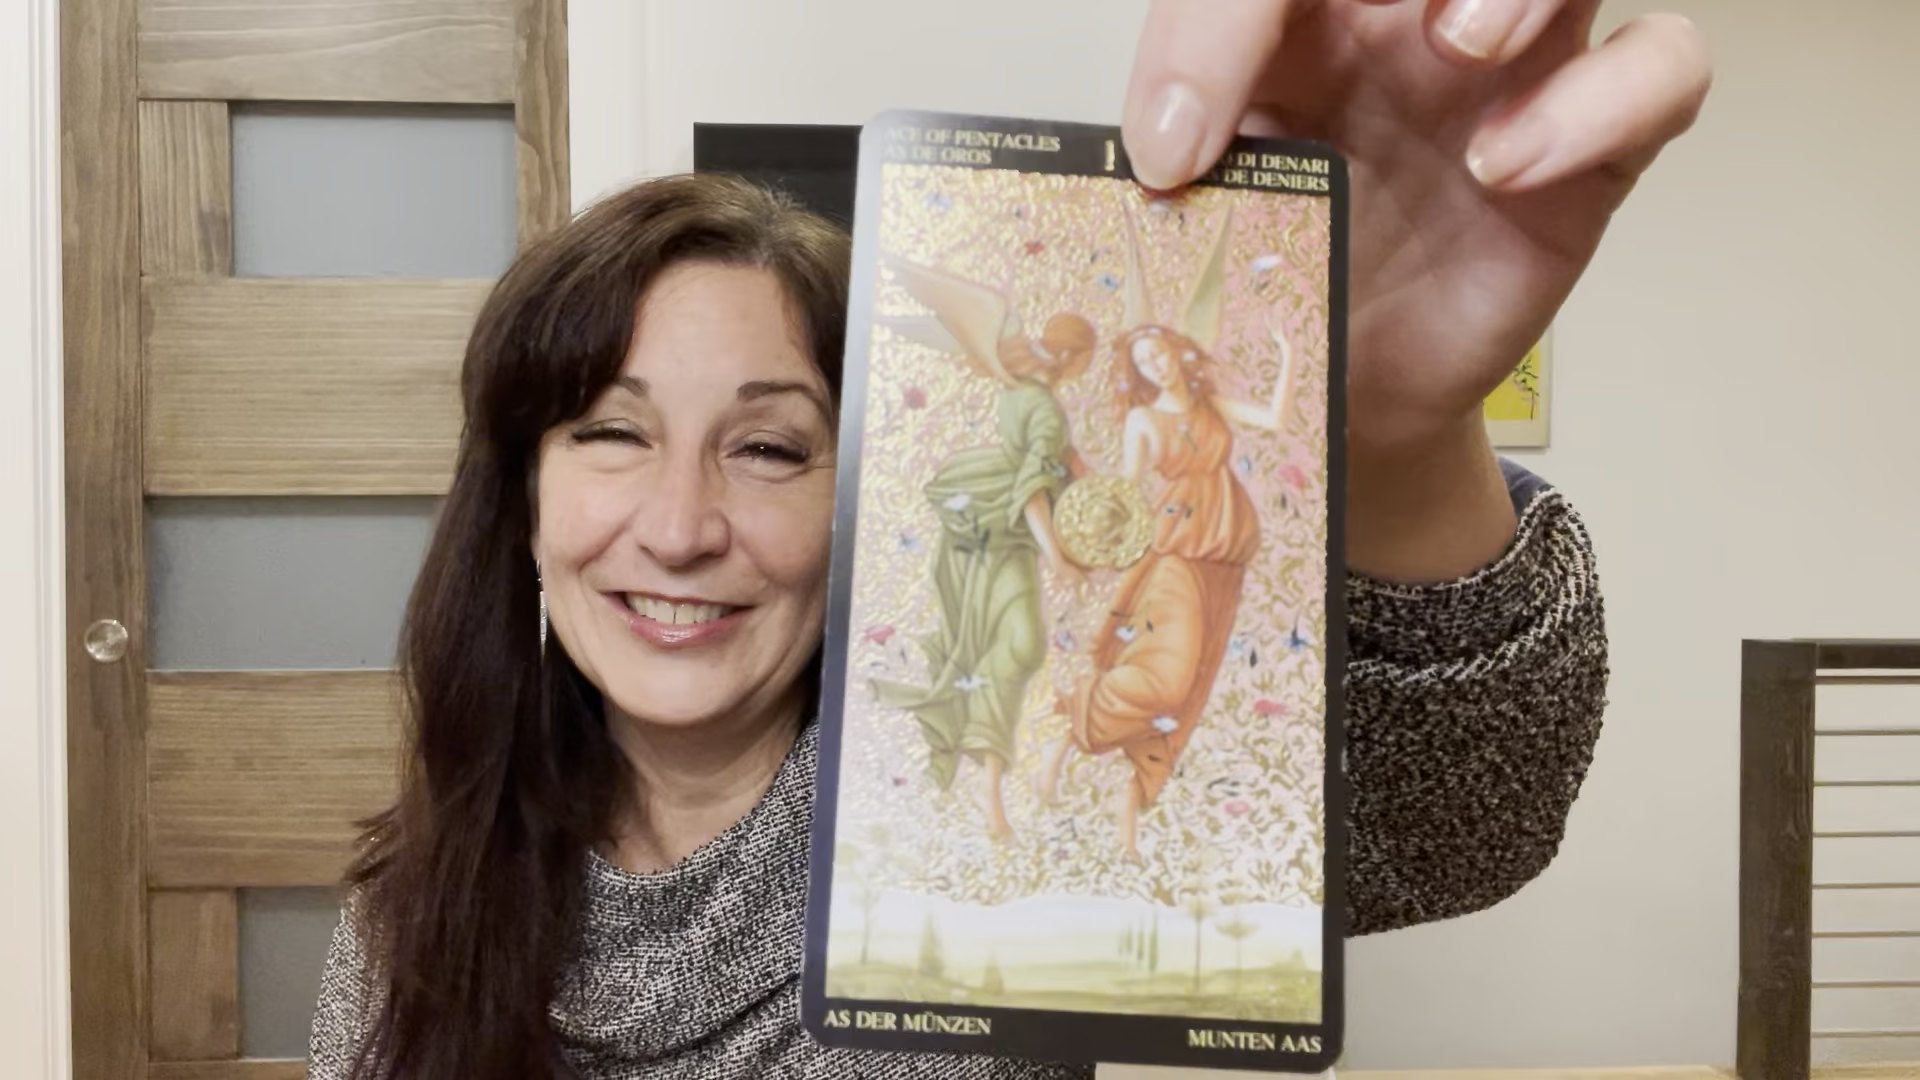 ACE OF PENTACLES
AS DE OROS
DI DENARI
DE DENIERS
AS DER MÜNZEN
MUNTEN AAS